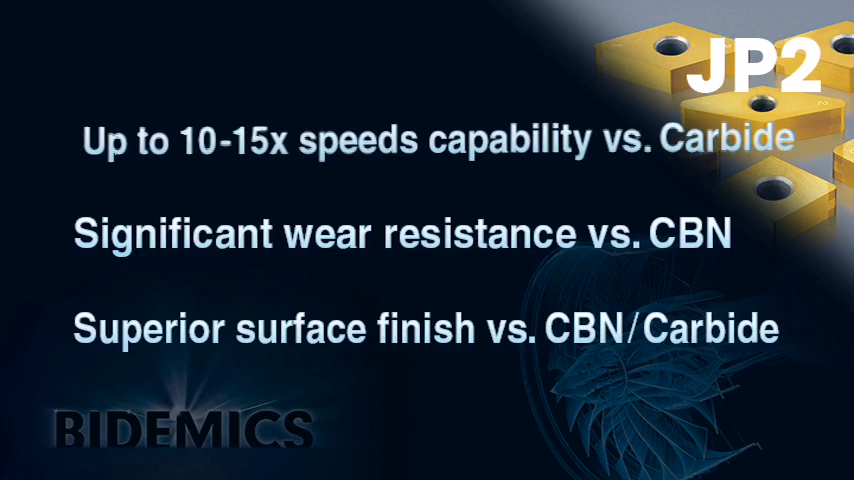 JP2
Up to 10-15x speeds capability vs. Carbide
Significant wear resistance vs. CBN
Superior surface finish vs. CBN/Carbide
BIDEMICS